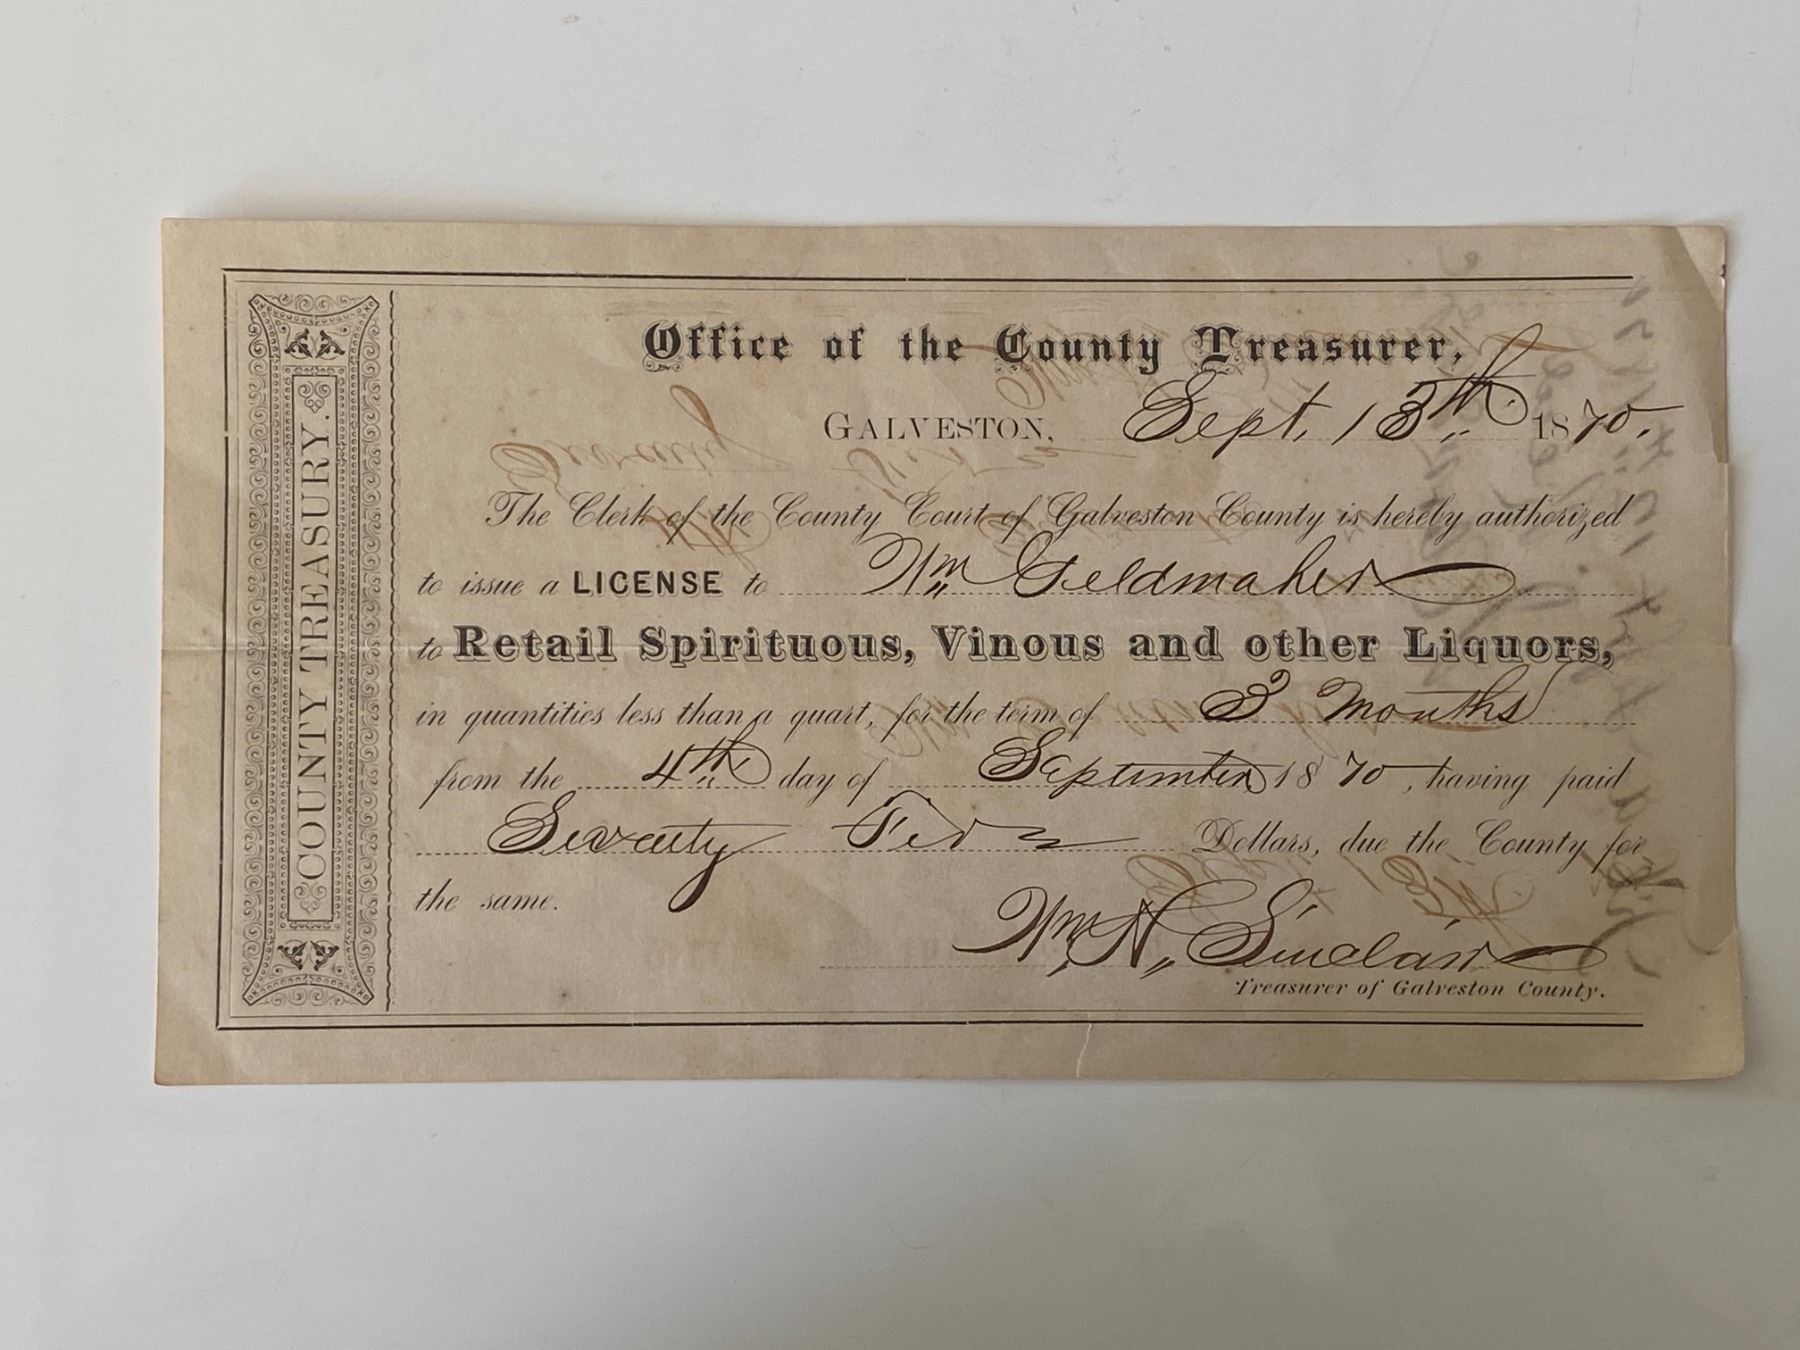 COUNTY TREASURY.
Office of the County Treasurer,
GALVESTON, Sept. 13th 1870.
The Clerk of the County Court of Galveston County is hereby authorized
to issue a LICENSE to Wm Feldmaker
to Retail Spirituous, Vinous and other Liquors,
in quantities less than a quart, for the term of 3 Months
from the 4th day of September 1870, having paid
Seventy Five Dollars, due the County for
the same.
Wm. H. Sinclair
Treasurer of Galveston County.